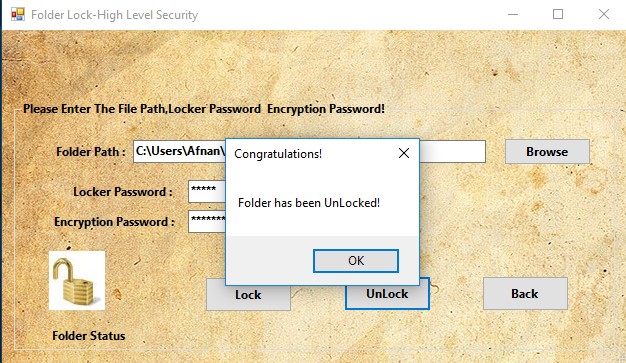 Folder Lock-High Level Security
Please Enter The File Path,Locker Password  Encryption Password!
Folder Path : C:\Users\Afnan\
Browse
Congratulations!
Locker Password : *****
Folder has been UnLocked!
Encryption Password : *******
OK
Lock
UnLock
Back
Folder Status